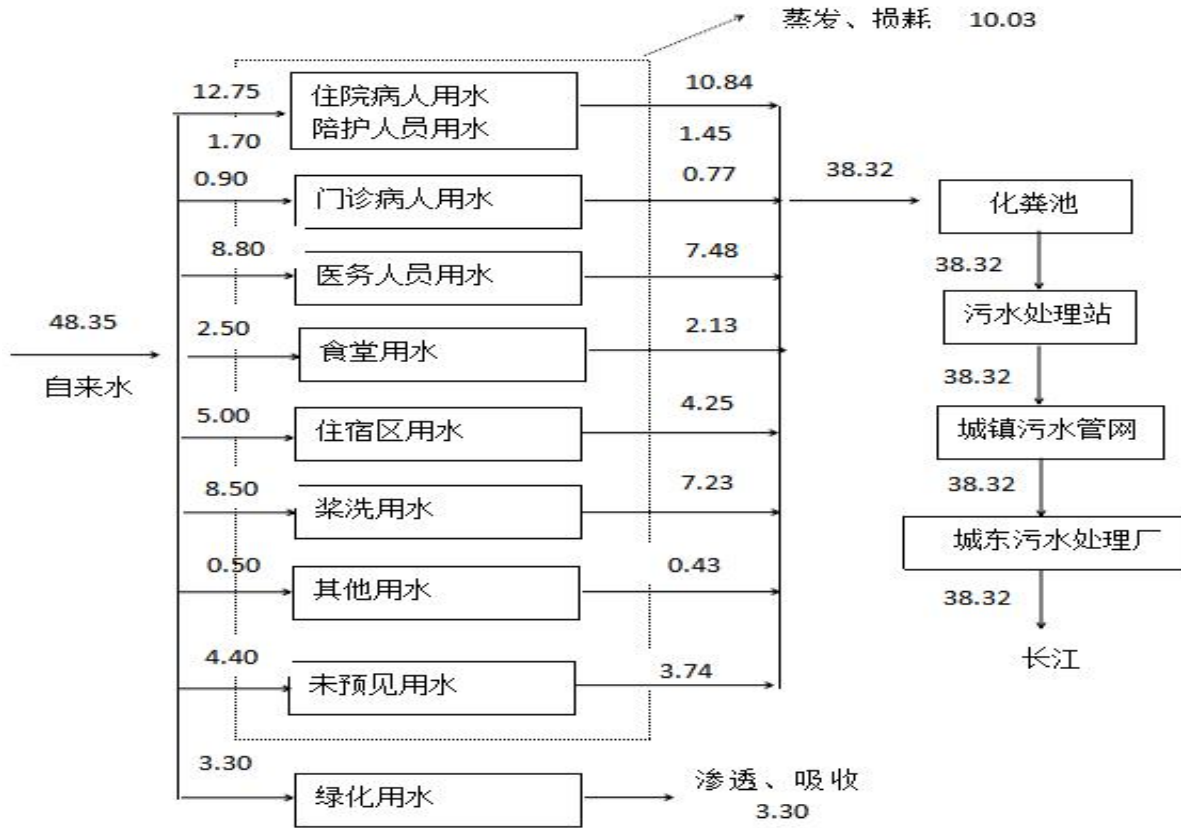 蒸发、损耗 10.03
12.75
住院病人用水
陪护人员用水
10.84
1.70
1.45
0.90
门诊病人用水
0.77
38.32
化粪池
8.80
医务人员用水
7.48
38.32
48.35
自来水
2.50
食堂用水
2.13
污水处理站
38.32
5.00
住宿区用水
4.25
城镇污水管网
8.50
浆洗用水
7.23
38.32
城东污水处理厂
0.50
其他用水
0.43
38.32
长江
4.40
未预见用水
3.74
3.30
绿化用水
渗透、吸收
3.30